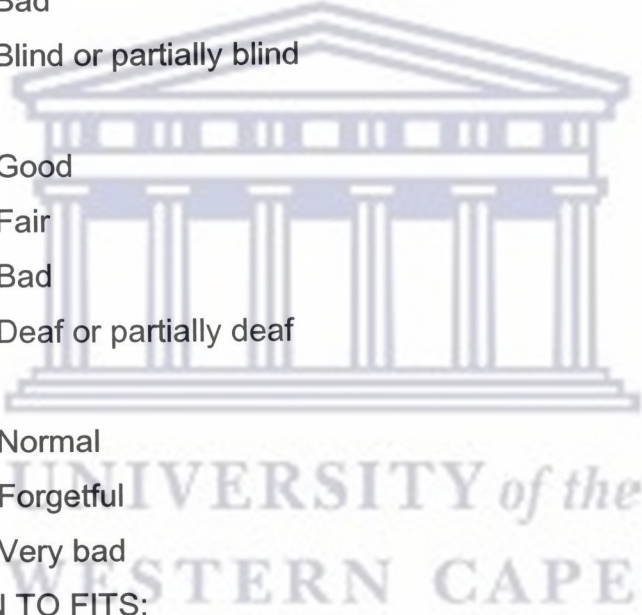 Bad
Blind or partially blind
Good
Fair
Bad
Deaf or partially deaf
Normal
UNIVERSITY of the
Forgetful
Very bad
WESTERN CAPE
TO FITS: